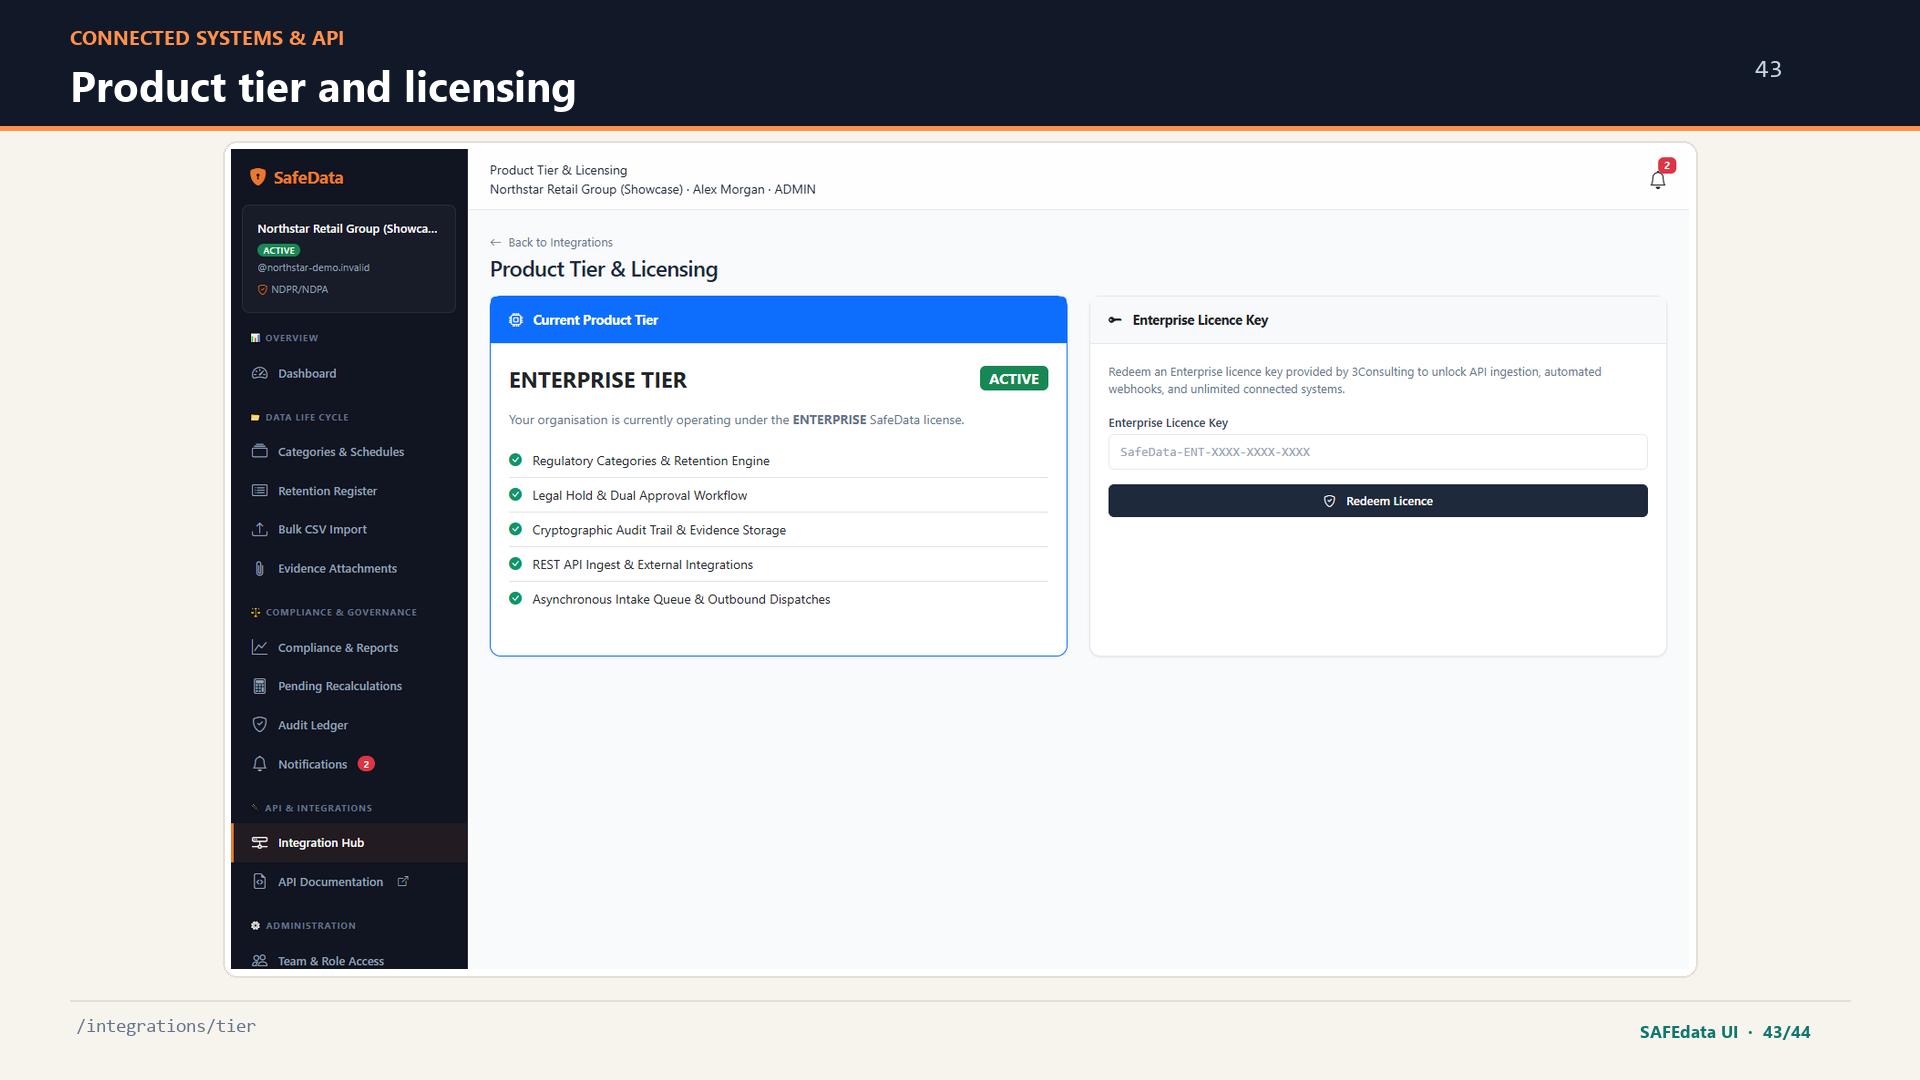 CONNECTED SYSTEMS & API
Product tier and licensing
43
SafeData
Northstar Retail Group (Showca...
ACTIVE
@northstar-demo.invalid
NDPR/NDPA
OVERVIEW
Dashboard
DATA LIFE CYCLE
Categories & Schedules
Retention Register
Bulk CSV Import
Evidence Attachments
COMPLIANCE & GOVERNANCE
Compliance & Reports
Pending Recalculations
Audit Ledger
Notifications 2
API & INTEGRATIONS
Integration Hub
API Documentation
ADMINISTRATION
Team & Role Access
Product Tier & Licensing
Northstar Retail Group (Showcase) · Alex Morgan · ADMIN
2
← Back to Integrations
Product Tier & Licensing
Current Product Tier
ENTERPRISE TIER
ACTIVE
Your organisation is currently operating under the ENTERPRISE SafeData license.
Regulatory Categories & Retention Engine
Legal Hold & Dual Approval Workflow
Cryptographic Audit Trail & Evidence Storage
REST API Ingest & External Integrations
Asynchronous Intake Queue & Outbound Dispatches
Enterprise Licence Key
Redeem an Enterprise licence key provided by 3Consulting to unlock API ingestion, automated
webhooks, and unlimited connected systems.
Enterprise Licence Key
SafeData-ENT-XXXX-XXXX-XXXX
Redeem Licence
/integrations/tier
SAFEdata UI · 43/44